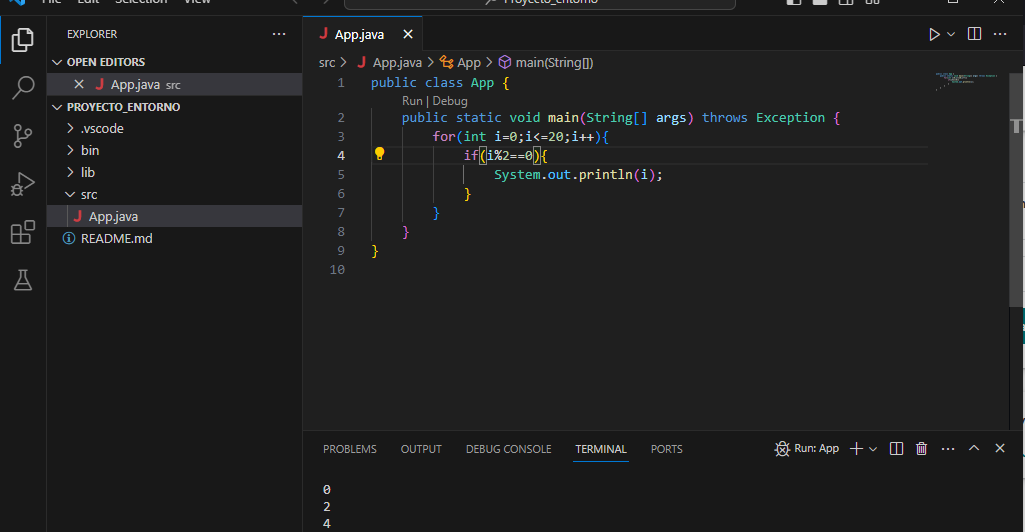 File Edit Selection View
Proyecto_entorno
EXPLORER
OPEN EDITORS
App.java src
PROYECTO_ENTORNO
.vscode
bin
lib
src
App.java
README.md
App.java
src > App.java > App > main(String[])
1 public class App {
Run | Debug
2 public static void main(String[] args) throws Exception {
3 for(int i=0;i<=20;i++){
4 if(i%2==0){
5 System.out.println(i);
6 }
7 }
8 }
9 }
10
PROBLEMS OUTPUT DEBUG CONSOLE TERMINAL PORTS
Run: App
0
2
4